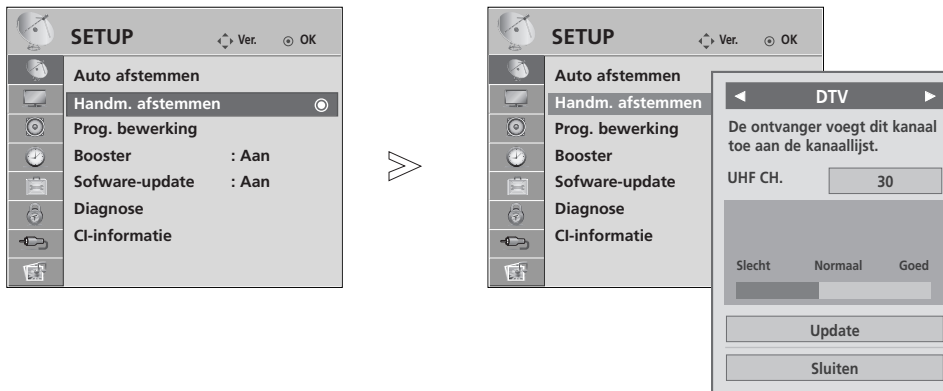 SETUP Ver. OK
Auto afstemmen
Handm. afstemmen
Prog. bewerking
Booster : Aan
Sofware-update : Aan
Diagnose
CI-informatie
SETUP Ver. OK
Auto afstemmen
Handm. afstemmen
Prog. bewerking
Booster
Sofware-update
Diagnose
CI-informatie
DTV
De ontvanger voegt dit kanaal
toe aan de kanaallijst.
UHF CH. 30
Slecht Normaal Goed
Update
Sluiten